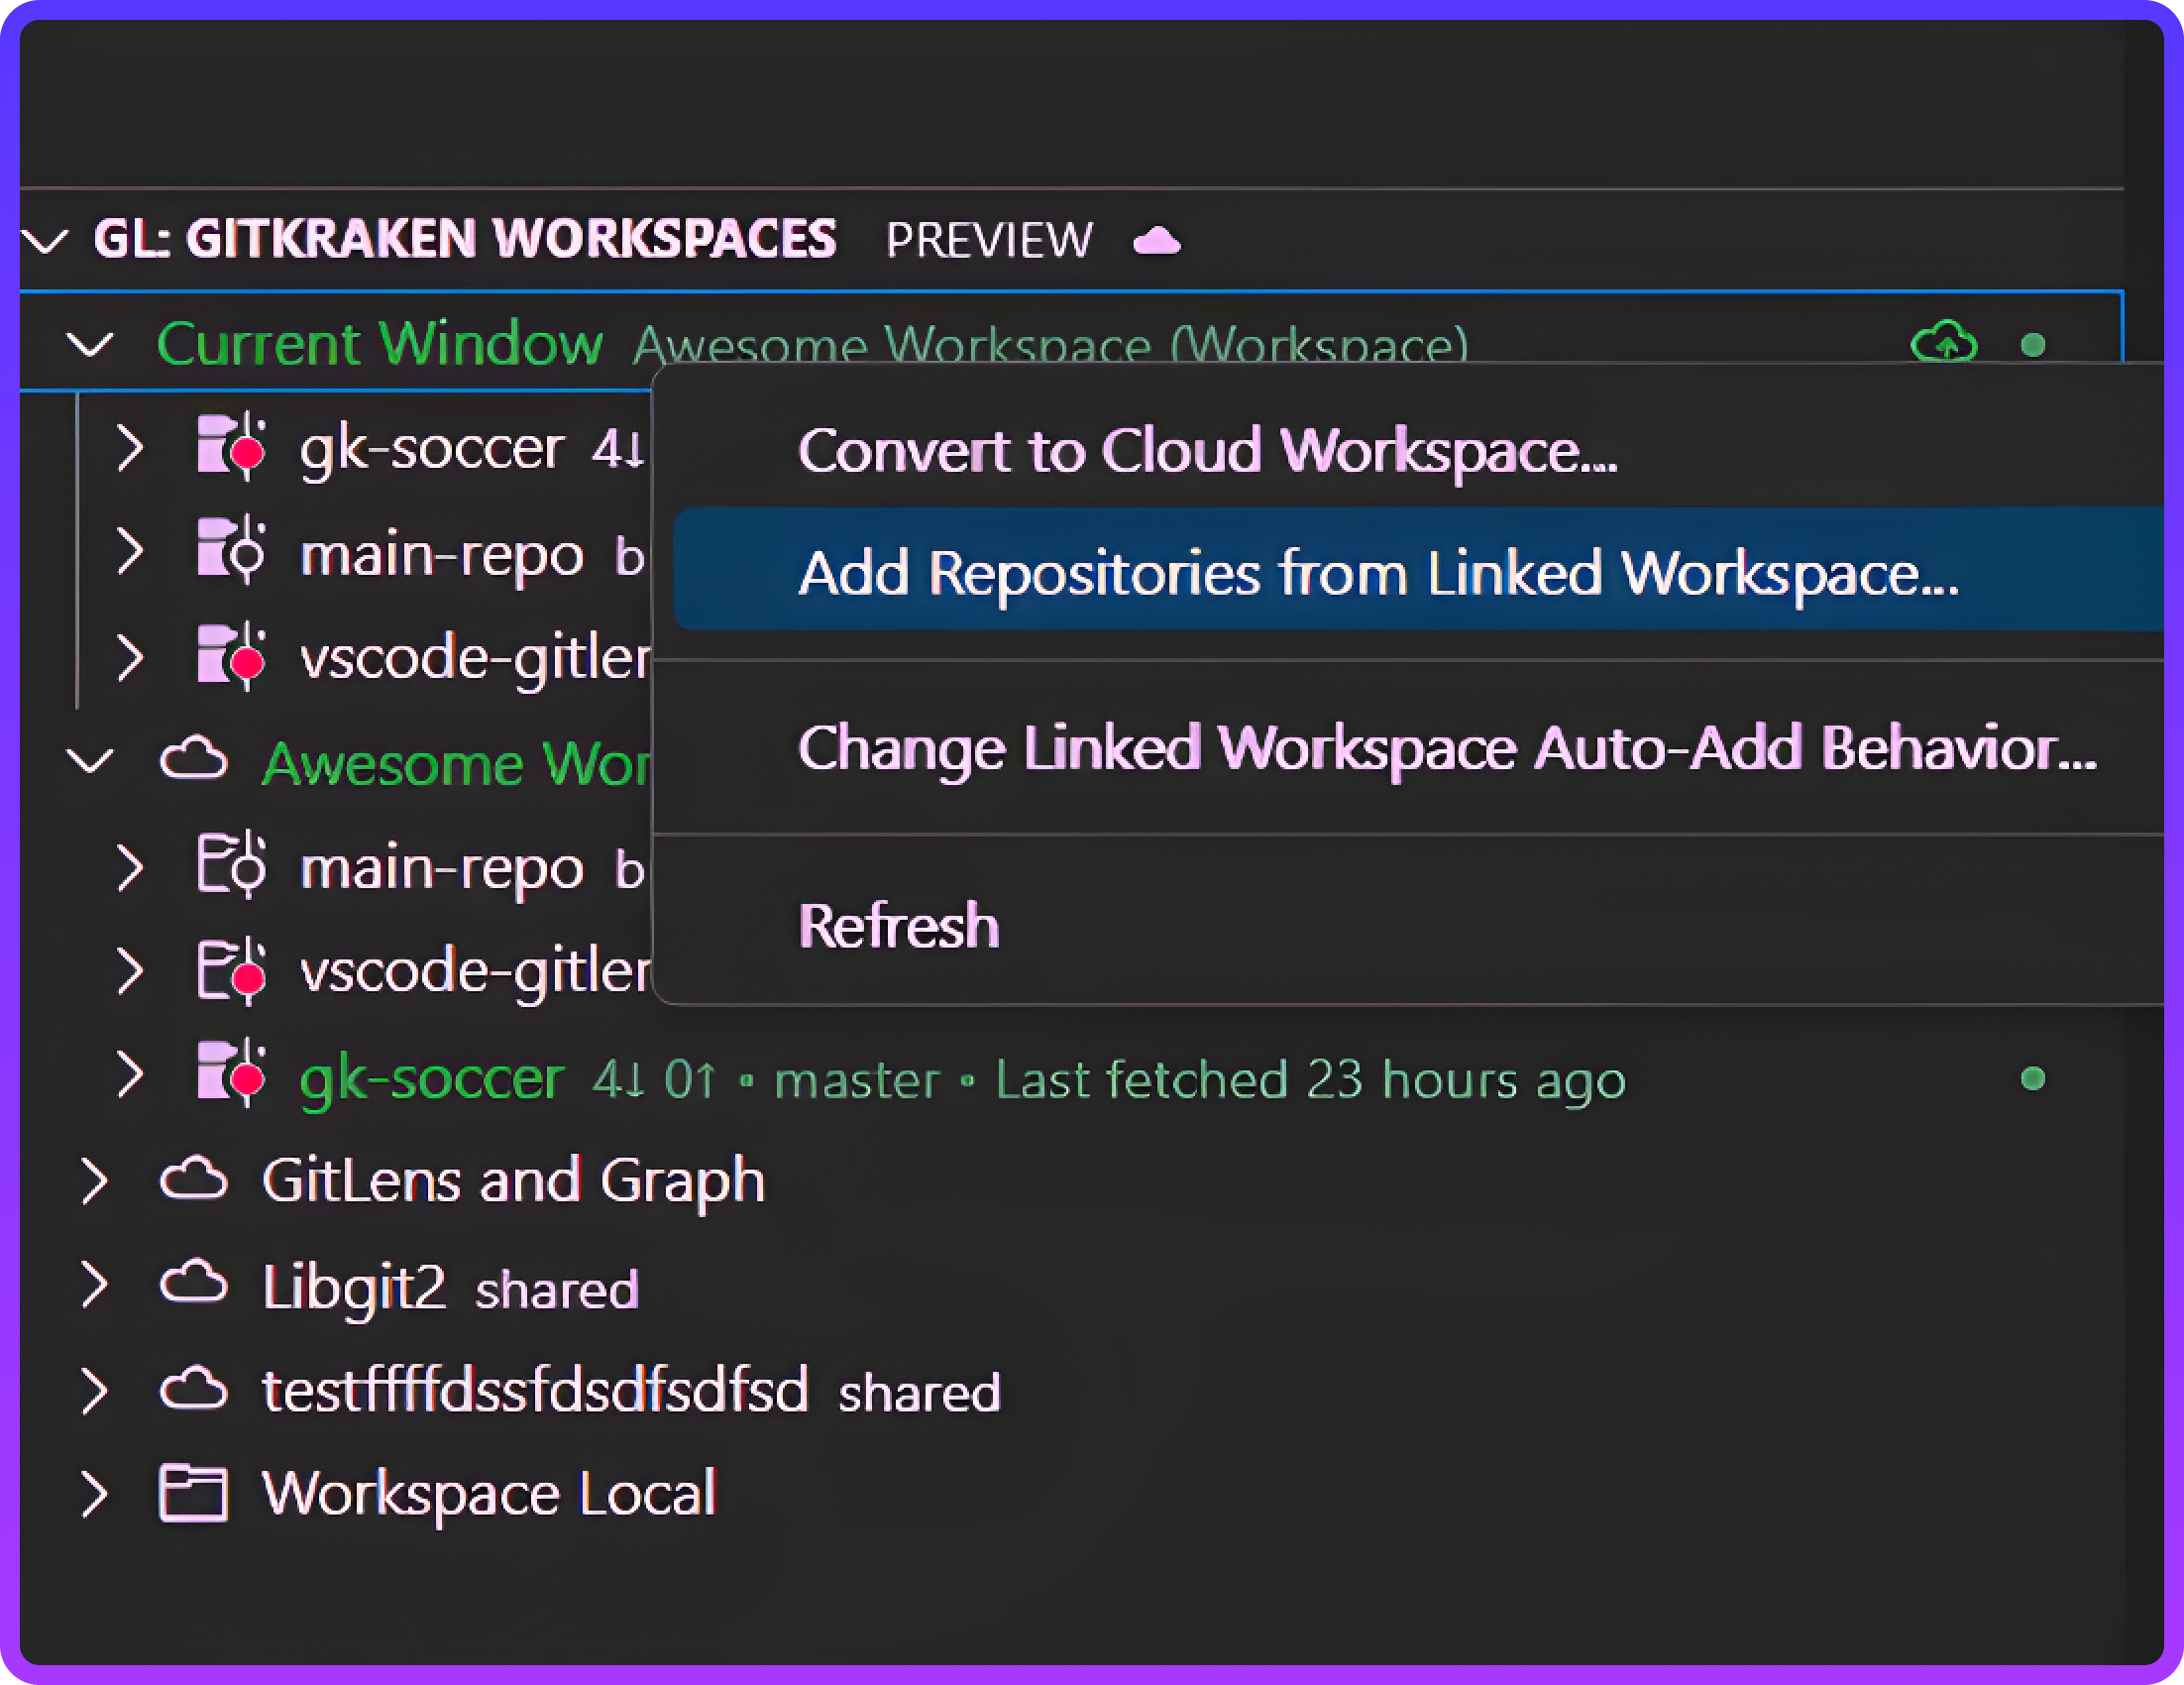 GL: GITKRAKEN WORKSPACES PREVIEW
Current Window Awesome Workspace (Workspace)
gk-soccer 4↓
Convert to Cloud Workspace...
main-repo b
Add Repositories from Linked Workspace...
vscode-gitler
Change Linked Workspace Auto-Add Behavior...
Awesome Wor
main-repo b
Refresh
vscode-gitler
gk-soccer 4↓ 0↑ • master • Last fetched 23 hours ago
GitLens and Graph
Libgit2 shared
testffffdssfdsdfsdfsd shared
Workspace Local